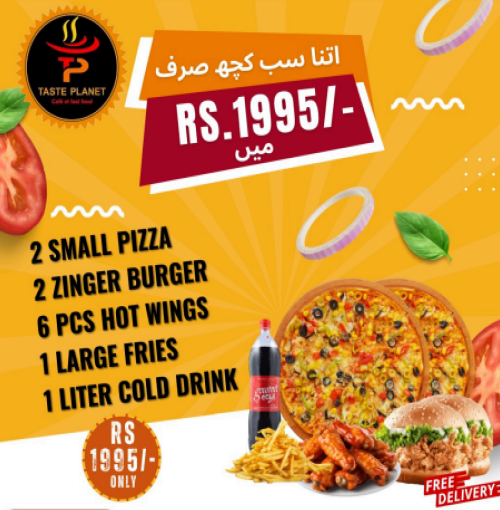 TASTE PLANET
Café et fast food
اتنا سب کچھ صرف
RS.1995/-
میں
2 SMALL PIZZA
2 ZINGER BURGER
6 PCS HOT WINGS
1 LARGE FRIES
1 LITER COLD DRINK
RS
1995/-
ONLY
FREE
DELIVERY